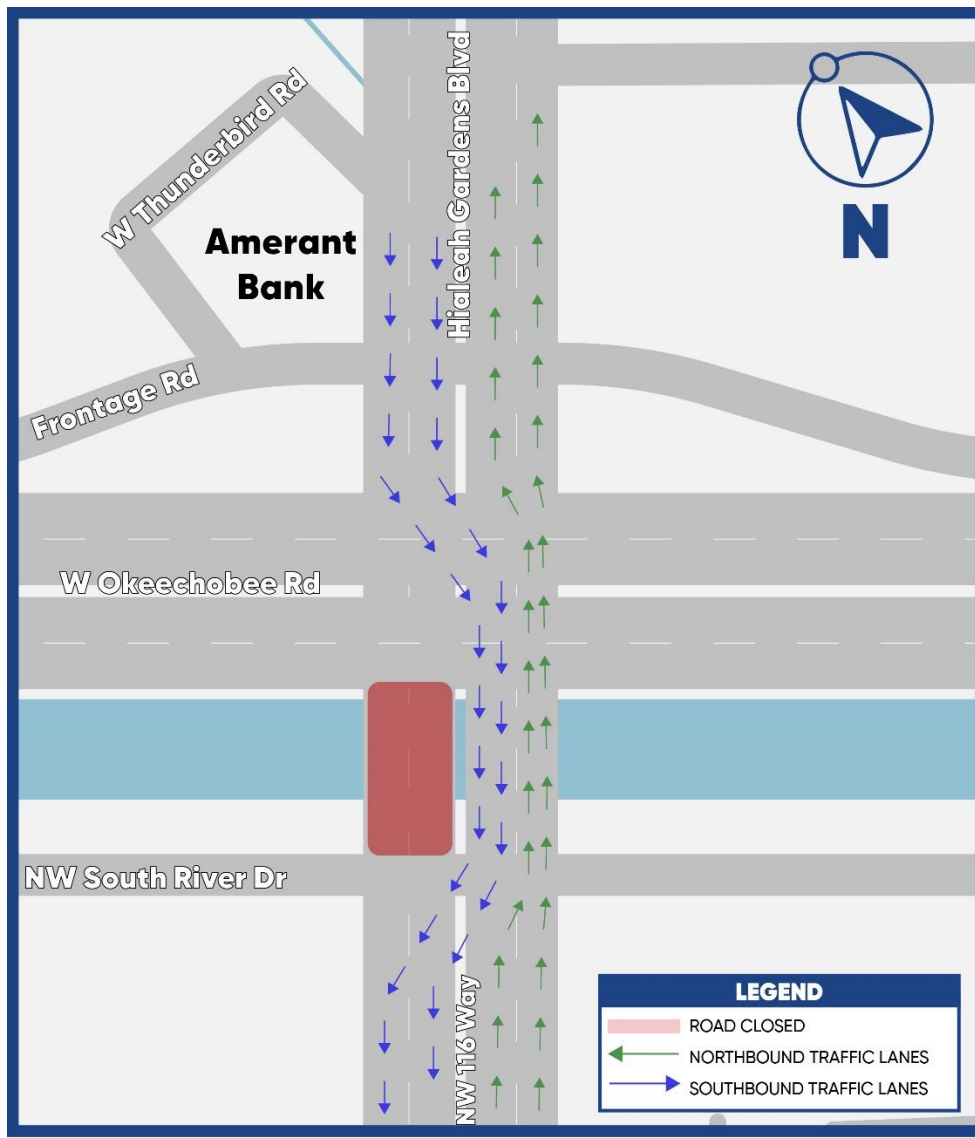 Hialeah Gardens Blvd
W Thunderbird Rd
Amerant
Bank
N
Frontage Rd
W Okeechobee Rd
NW South River Dr
NW 116 Way
LEGEND
ROAD CLOSED
NORTHBOUND TRAFFIC LANES
SOUTHBOUND TRAFFIC LANES